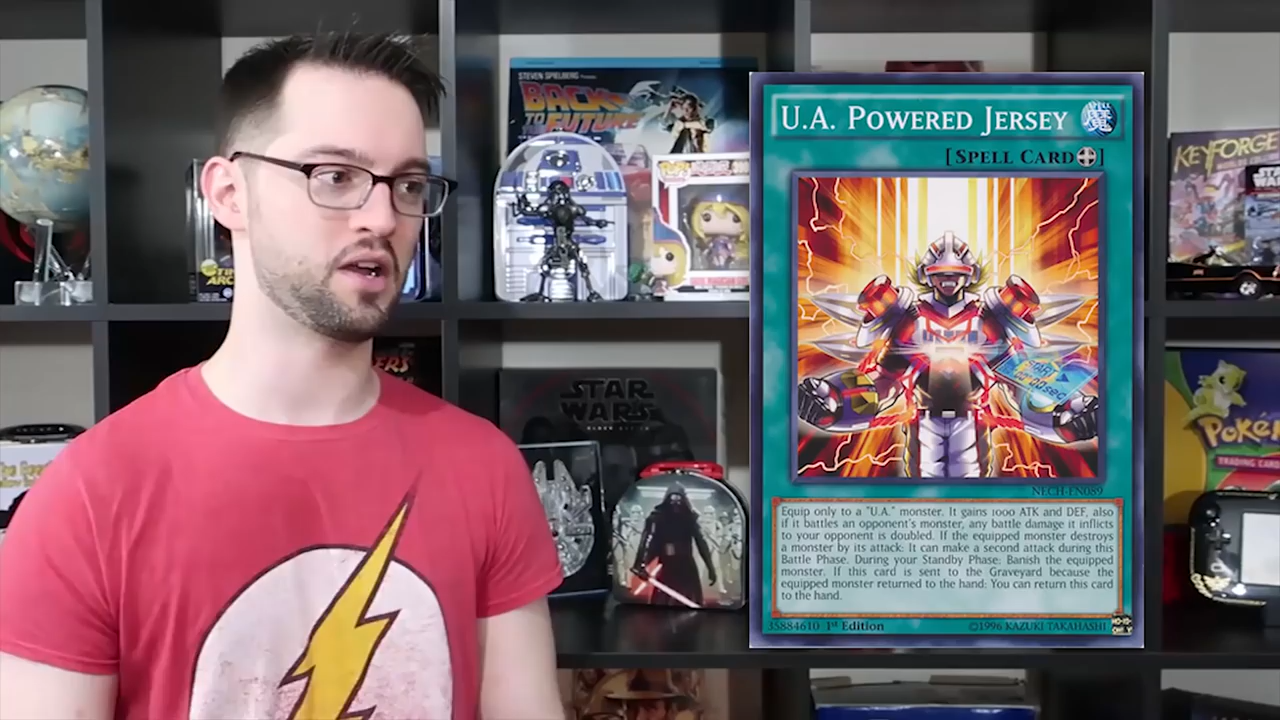 STEVEN SPIELBERG Presents
BACK
TO THE
FUTURE
KEYFORGE
STAR
WARS
Poké
TRADING CARD
U.A. POWERED JERSEY
[SPELL CARD]
NECH-EN089
Equip only to a "U.A." monster. It gains 1000 ATK and DEF, also
if it battles an opponent's monster, any battle damage it inflicts
to your opponent is doubled. If the equipped monster destroys
a monster by its attack: It can make a second attack during this
Battle Phase. During your Standby Phase: Banish the equipped
monster. If this card is sent to the Graveyard because the
equipped monster returned to the hand: You can return this card
to the hand.
35884610 1st Edition
©1996 KAZUKI TAKAHASHI